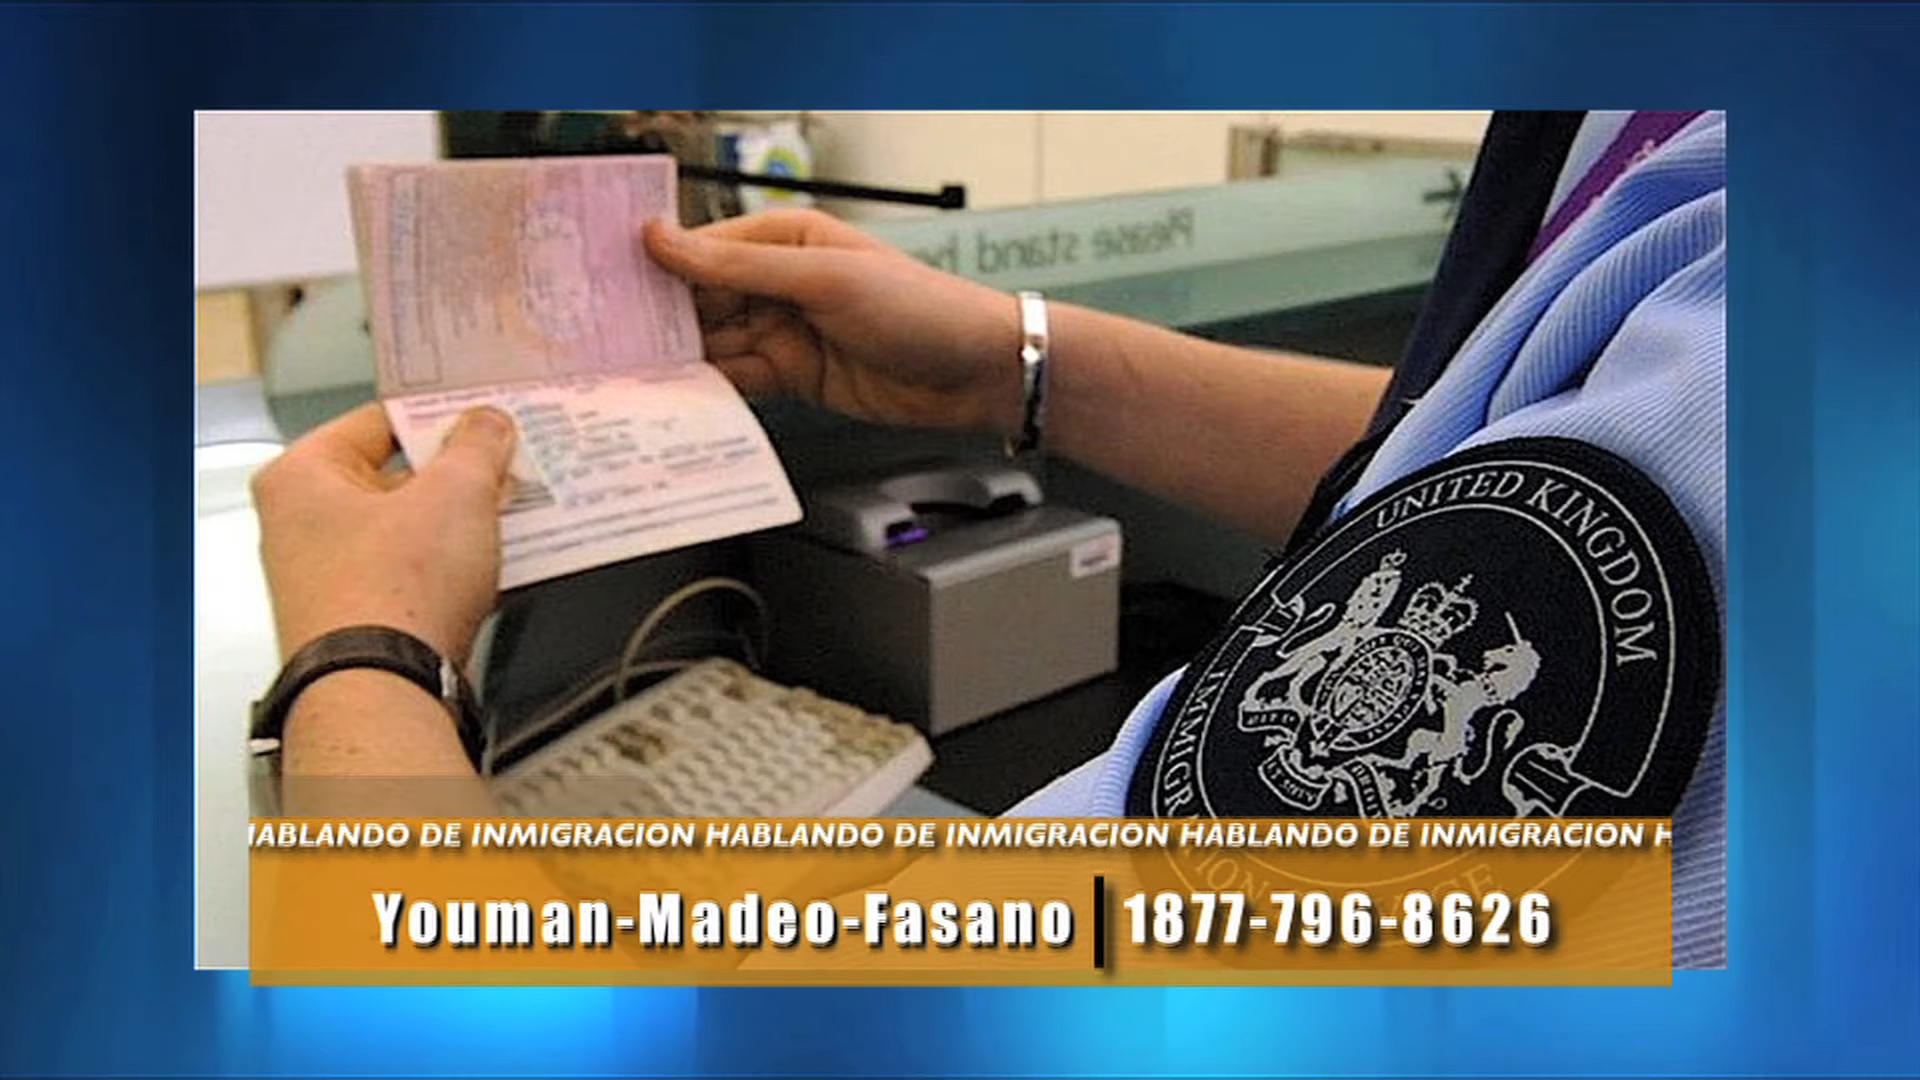 Please stand
UNITED KINGDOM
IMMIGR
HABLANDO DE INMIGRACION HABLANDO DE INMIGRACION HABLANDO DE INMIGRACION H
Youman-Madeo-Fasano | 1877-796-8626